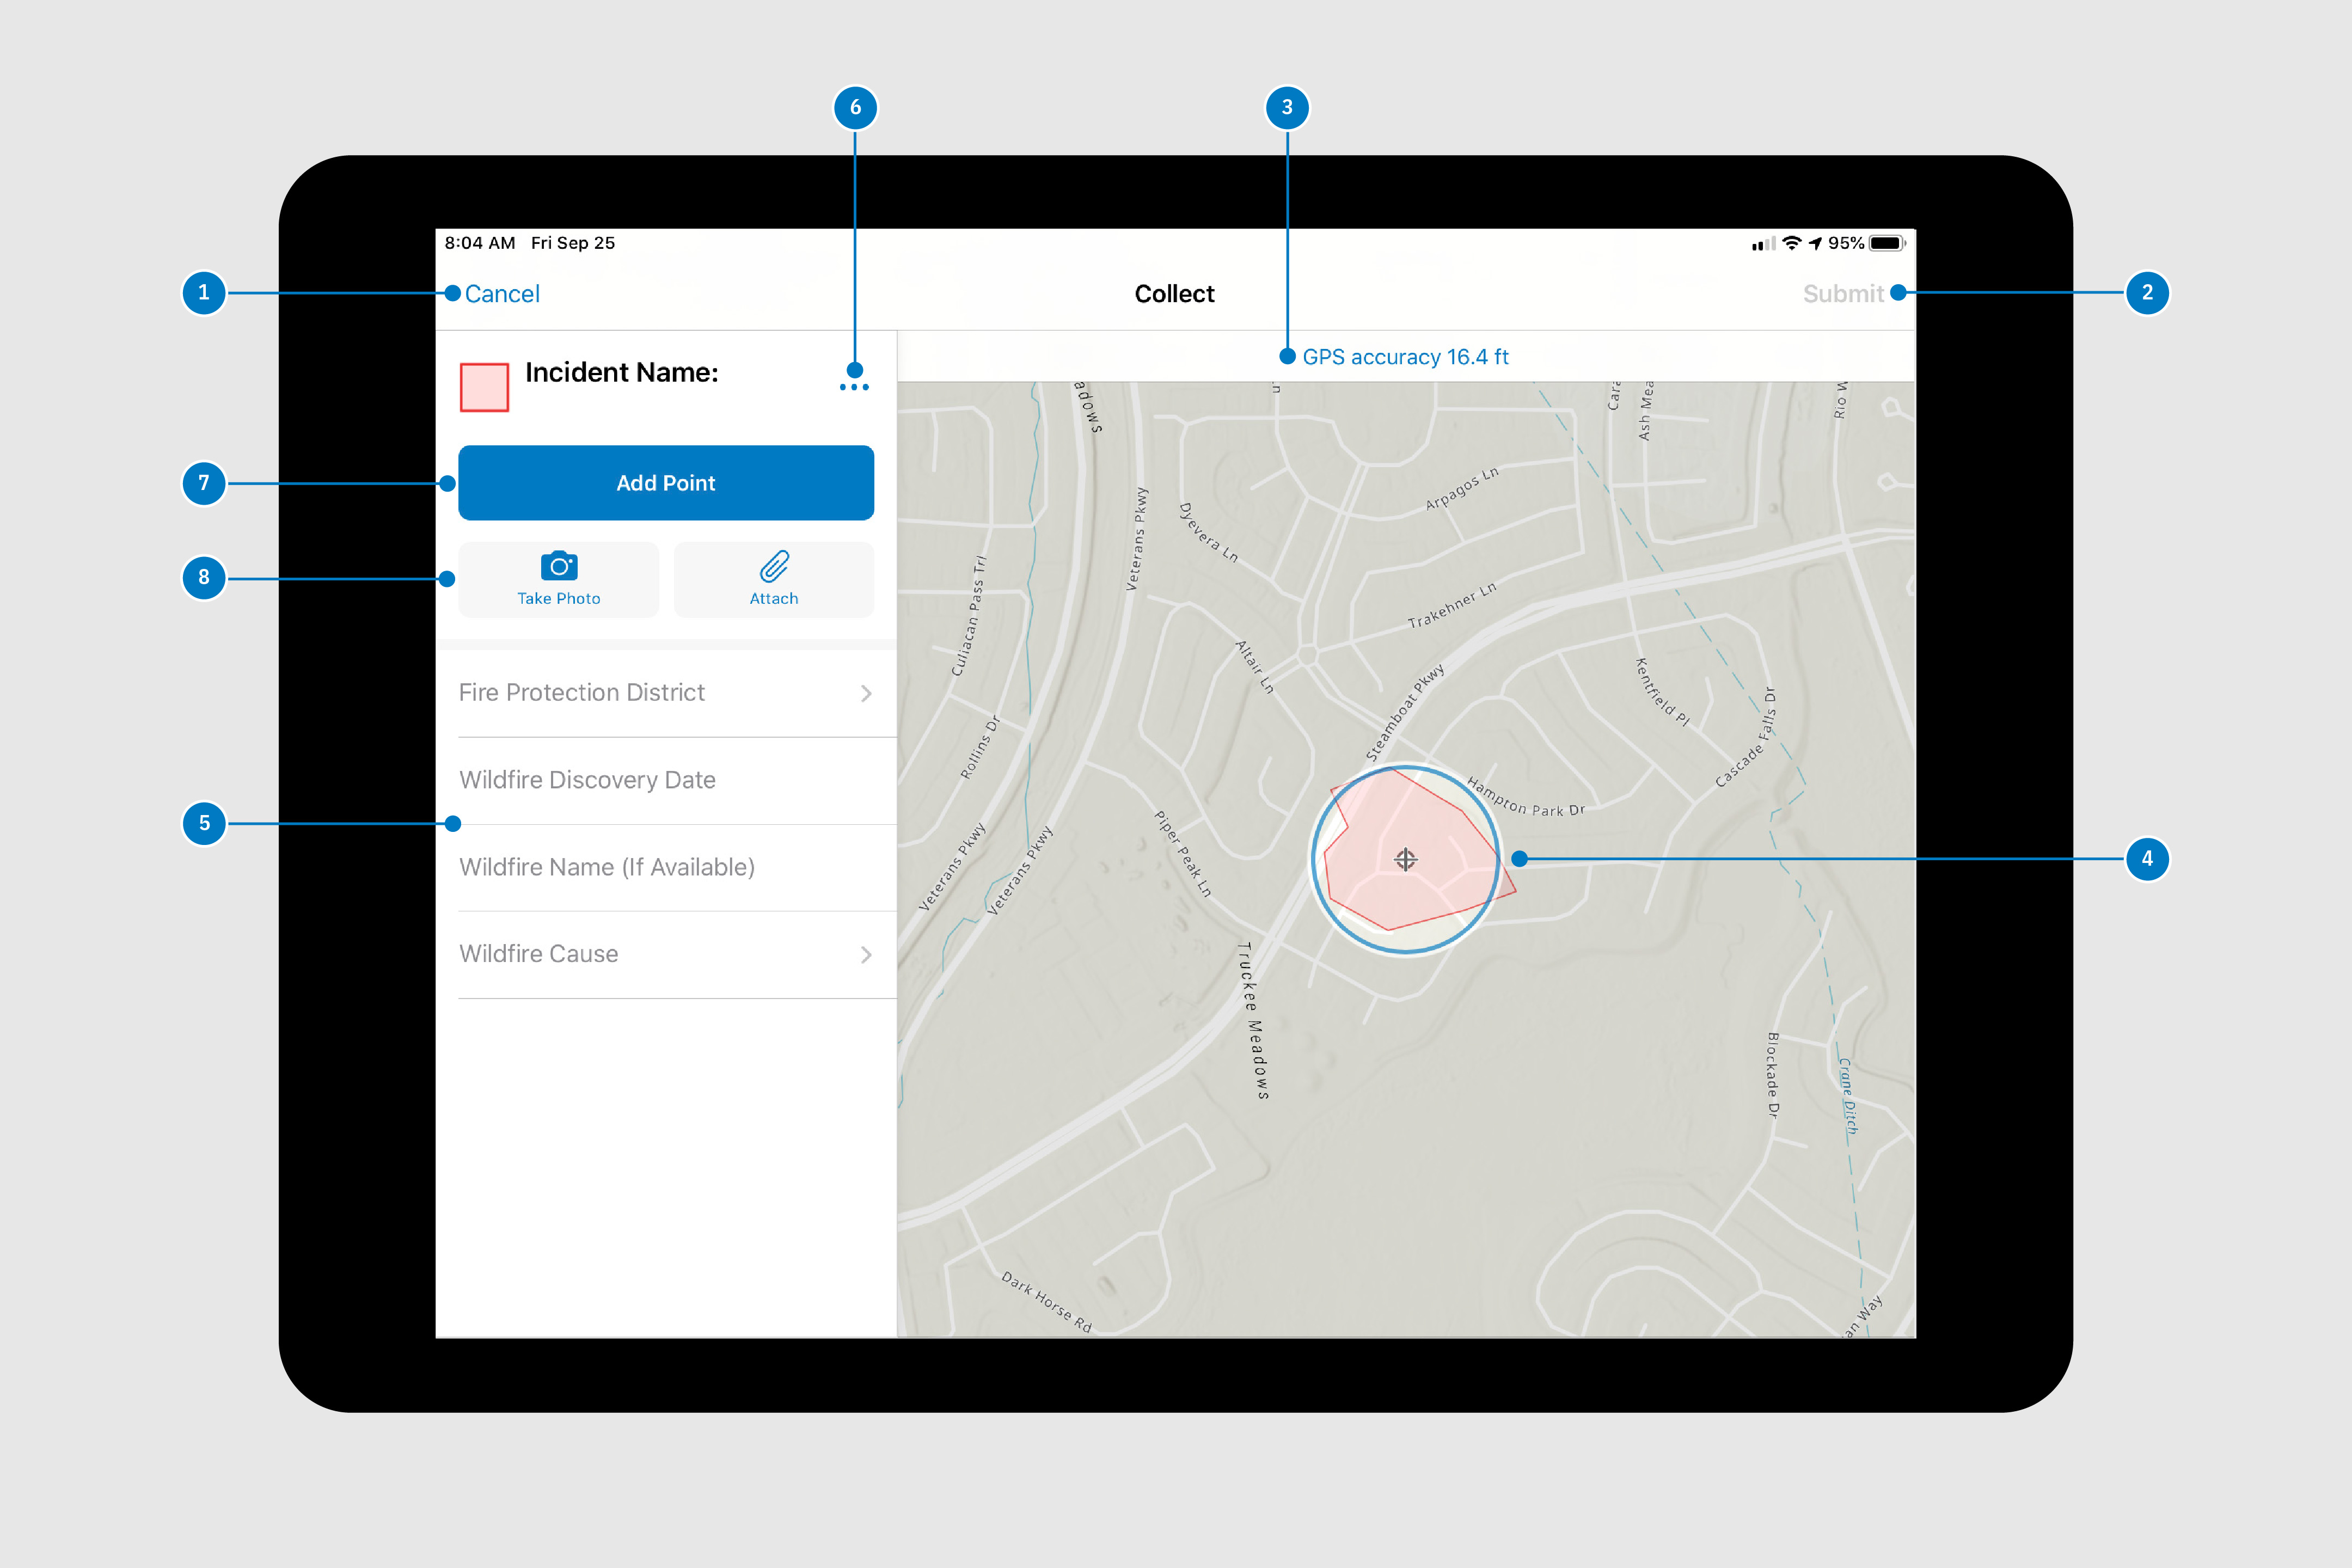 6
3
8:04 AM Fri Sep 25
95%
1
Cancel
Collect
Submit
2
Incident Name:
GPS accuracy 16.4 ft
7
Add Point
8
Take Photo
Attach
Fire Protection District
Wildfire Discovery Date
5
Wildfire Name (If Available)
Wildfire Cause
4
adows
n
Cara
Ash Mea
Rio W
Arpagos Ln
Dyevera Ln
Veterans Pkwy
Culiacan Pass Trl
Trakehner Ln
Altair Ln
Steamboat Pkwy
Kentfield Pl
Cascade Falls Dr
Rollins Dr
Hampton Park Dr
Piper Peak Ln
Veterans Pkwy
Veterans Pkwy
Truckee Meadows
Blockade Dr
Crane Ditch
Dark Horse Rd
an Way